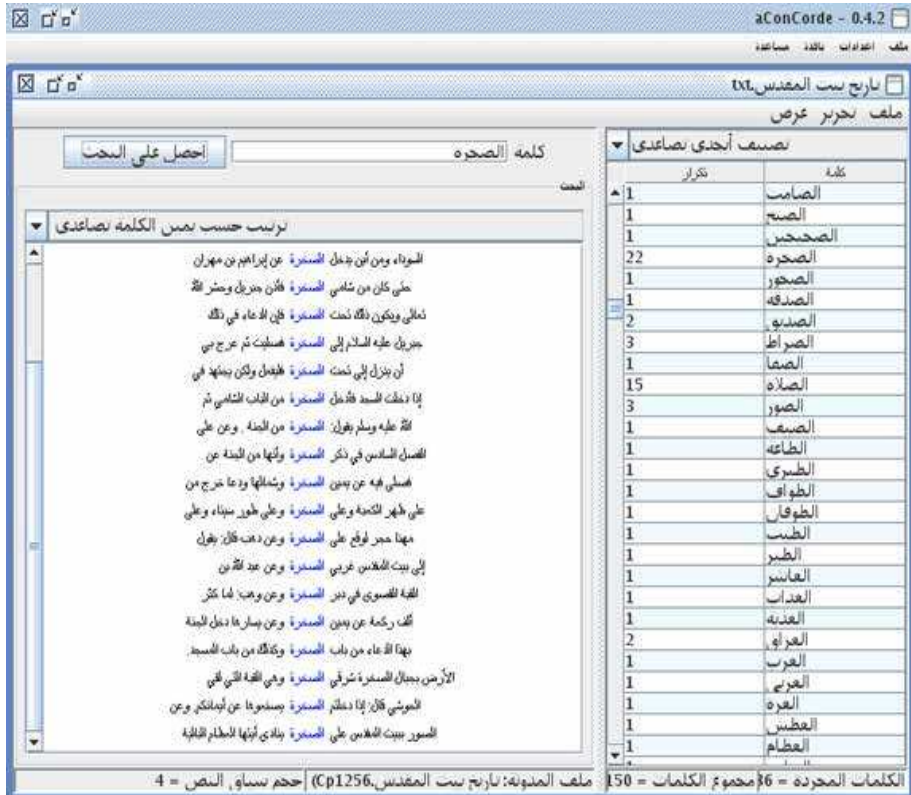 aConCorde - 0.4.2
ملف اعدادات نافذة مساعدة
تاريخ بيت المقدس.txt
ملف تحرير عرض
تصنيف أبجدي تصاعدي
كلمة تكرار
الصامت 1
الصبح 1
الصحيحين 1
الصخره 22
الصخور 1
الصدقه 1
الصديق 2
الصراط 3
الصفا 1
الصلاه 15
الصور 3
الصيف 1
الطاعه 1
الطبري 1
الطواف 1
الطوفان 1
الطيب 1
الطير 1
العاشر 1
العذاب 1
العذبه 1
العراق 2
العرب 1
العربي 1
العره 1
العطش 1
العظام 1
الكلمات المجرده = 36
مجموع الكلمات = 150
كلمة الصخره
احصل على البحث
البحث
ترتيب حسب يمين الكلمة تصاعدي
السوداء ومن أين يدخل الصخرة عن إبراهيم بن مهران
حتى كان من شامي الصخرة فأذن جبريل وحشر الله
تعالى ويكون ذلك تحت الصخرة فإن الدعاء في ذلك
جبريل عليه السلام إلى الصخرة فصليت ثم عرج بي
أن ينزل إلى تحت الصخرة فليفعل ولكن يجتهد في
إذا دخلت المسجد فأدخل الصخرة من الباب الشامي ثم
الله عليه وسلم يقول: الصخرة من الجنة . وعن علي
الفصل السادس في ذكر الصخرة وأنها من الجنة عن
فصلى فيه عن يمين الصخرة وشمالها ودعا خرج من
على ظهر الكعبة وعلى الصخرة وعلى طور سيناء وعلى
مهنا حجر لوقع على الصخرة وعن دهب قال: يقول
إلى بيت المقدس غربي الصخرة وعن عبد الله بن
القبة القصوى في دبر الصخرة وعن وهب: لما كثر
ألف ركعة عن يمين الصخرة وعن يسارها دخل الجنة
بهذا الدعاء من باب الصخرة وكذلك من باب المسجد.
الأرض بحبال الصخرة شرقي الصخرة وهي القبة التي لقي
قال: إذا دخلتم الصخرة عن أيمانكم وعن
السور ببيت المقدس على الصخرة ينادي أيتها العظام البالية
ملف المدونة: تاريخ بيت المقدس.Cp1256)
حجم سياق النص = 4